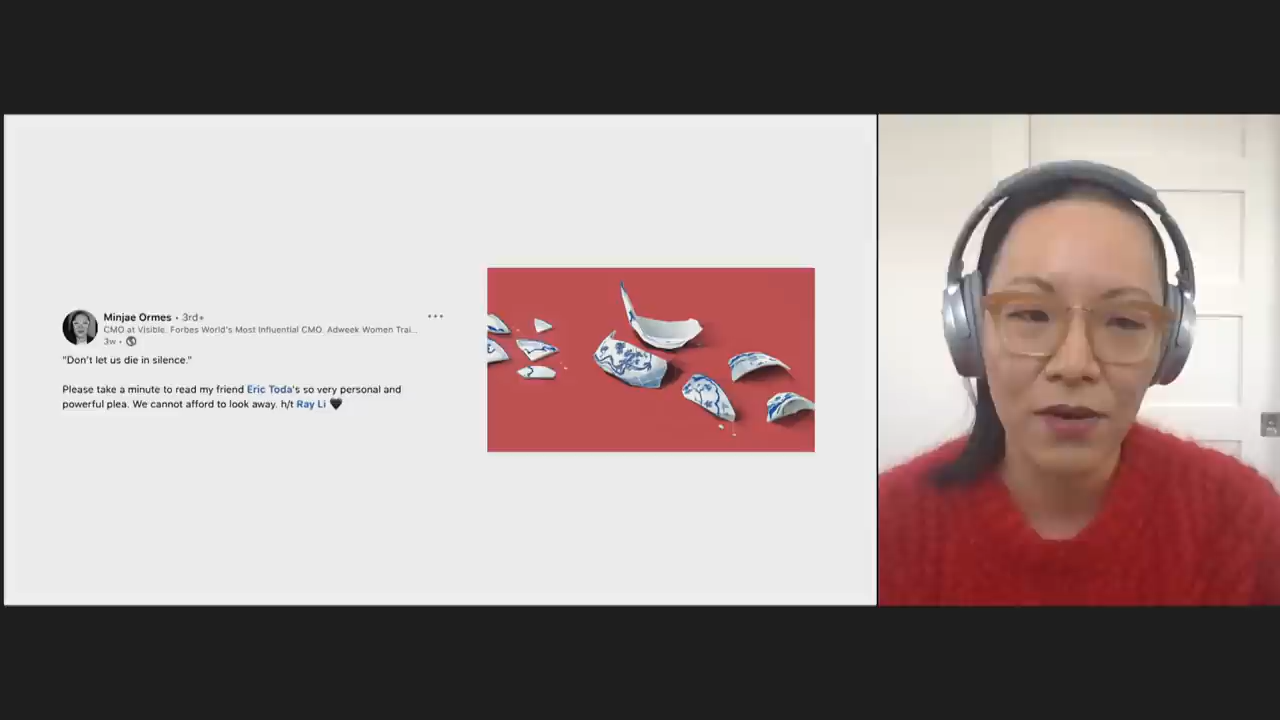 Minjae Ormes • 3rd+
CMO at Visible. Forbes World's Most Influential CMO. Adweek Women Trai...
3w •
"Don't let us die in silence."
Please take a minute to read my friend Eric Toda's so very personal and
powerful plea. We cannot afford to look away. h/t Ray Li 🖤